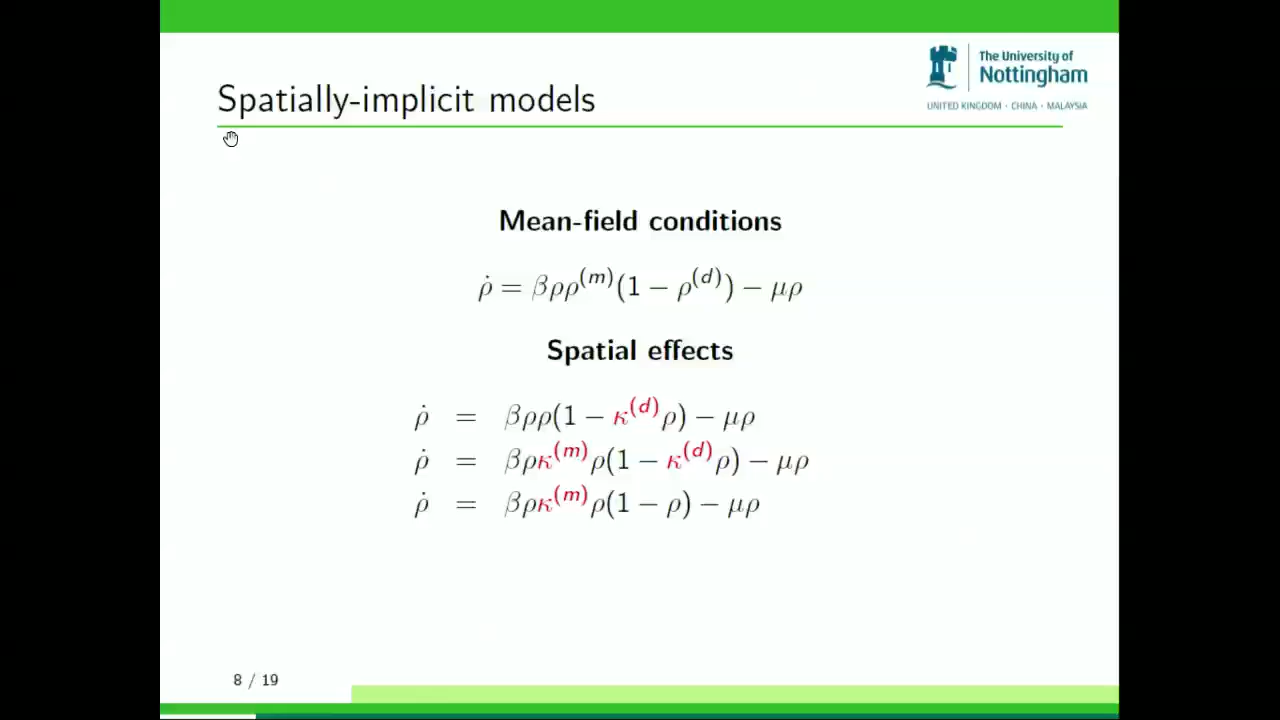 The University of
Nottingham
UNITED KINGDOM · CHINA · MALAYSIA
Spatially-implicit models
Mean-field conditions
ρ̇ = βρρ^(m)(1 − ρ^(d)) − μρ
Spatial effects
ρ̇ = βρρ(1 − κ^(d)ρ) − μρ
ρ̇ = βρκ^(m)ρ(1 − κ^(d)ρ) − μρ
ρ̇ = βρκ^(m)ρ(1 − ρ) − μρ
8 / 19